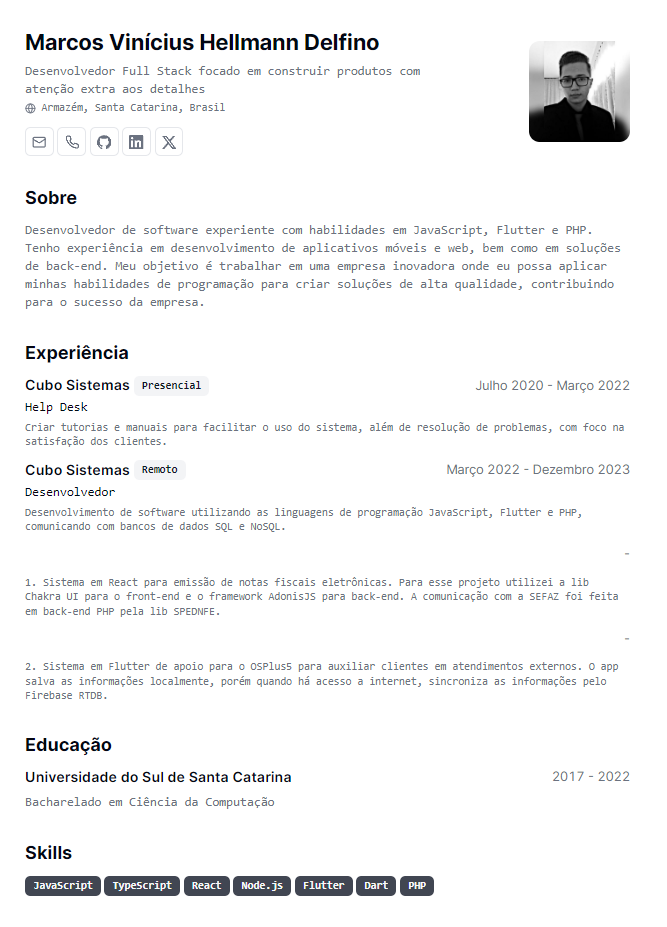 Marcos Vinícius Hellmann Delfino
Desenvolvedor Full Stack focado em construir produtos com
atenção extra aos detalhes
Armazém, Santa Catarina, Brasil
Sobre
Desenvolvedor de software experiente com habilidades em JavaScript, Flutter e PHP.
Tenho experiência em desenvolvimento de aplicativos móveis e web, bem como em soluções
de back-end. Meu objetivo é trabalhar em uma empresa inovadora onde eu possa aplicar
minhas habilidades de programação para criar soluções de alta qualidade, contribuindo
para o sucesso da empresa.
Experiência
Cubo Sistemas Presencial Julho 2020 - Março 2022
Help Desk
Criar tutorias e manuais para facilitar o uso do sistema, além de resolução de problemas, com foco na
satisfação dos clientes.
Cubo Sistemas Remoto Março 2022 - Dezembro 2023
Desenvolvedor
Desenvolvimento de software utilizando as linguagens de programação JavaScript, Flutter e PHP,
comunicando com bancos de dados SQL e NoSQL.
-
1. Sistema em React para emissão de notas fiscais eletrônicas. Para esse projeto utilizei a lib
Chakra UI para o front-end e o framework AdonisJS para back-end. A comunicação com a SEFAZ foi feita
em back-end PHP pela lib SPEDNFE.
-
2. Sistema em Flutter de apoio para o OSPlus5 para auxiliar clientes em atendimentos externos. O app
salva as informações localmente, porém quando há acesso a internet, sincroniza as informações pelo
Firebase RTDB.
Educação
Universidade do Sul de Santa Catarina 2017 - 2022
Bacharelado em Ciência da Computação
Skills
JavaScript TypeScript React Node.js Flutter Dart PHP